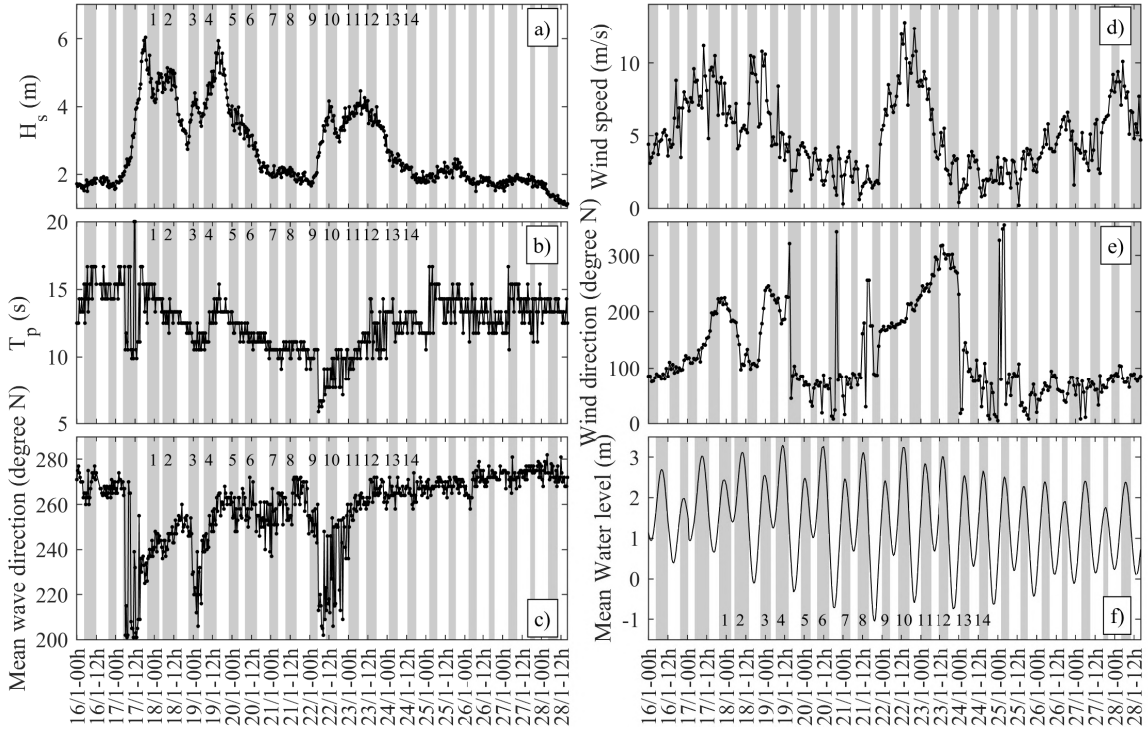 1 2 3 4 5 6 7 8 9 10 11 12 13 14
a)
6
4
2
H_s (m)
1 2 3 4 5 6 7 8 9 10 11 12 13 14
b)
20
15
10
5
T_p (s)
1 2 3 4 5 6 7 8 9 10 11 12 13 14
c)
280
260
240
220
200
Mean wave direction (degree N)
16/1-00h
16/1-12h
17/1-00h
17/1-12h
18/1-00h
18/1-12h
19/1-00h
19/1-12h
20/1-00h
20/1-12h
21/1-00h
21/1-12h
22/1-00h
22/1-12h
23/1-00h
23/1-12h
24/1-00h
24/1-12h
25/1-00h
25/1-12h
26/1-00h
26/1-12h
27/1-00h
27/1-12h
28/1-00h
28/1-12h
d)
10
5
0
Wind speed (m/s)
e)
300
200
100
0
Wind direction (degree N)
f)
3
2
1
0
-1
Mean Water level (m)
1 2 3 4 5 6 7 8 9 10 11 12 13 14
16/1-00h
16/1-12h
17/1-00h
17/1-12h
18/1-00h
18/1-12h
19/1-00h
19/1-12h
20/1-00h
20/1-12h
21/1-00h
21/1-12h
22/1-00h
22/1-12h
23/1-00h
23/1-12h
24/1-00h
24/1-12h
25/1-00h
25/1-12h
26/1-00h
26/1-12h
27/1-00h
27/1-12h
28/1-00h
28/1-12h